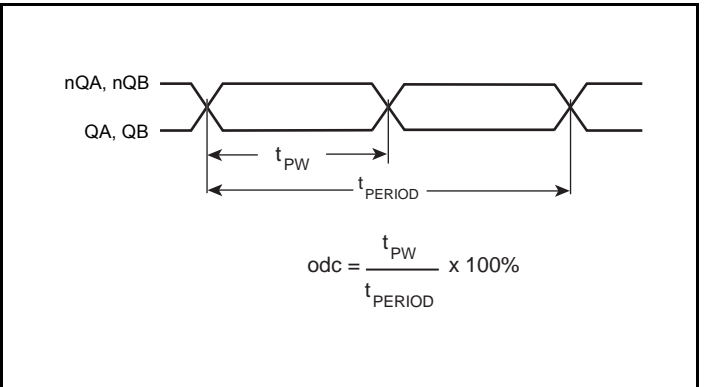 nQA, nQB
QA, QB
tPW
tPERIOD
odc = tPW / tPERIOD x 100%